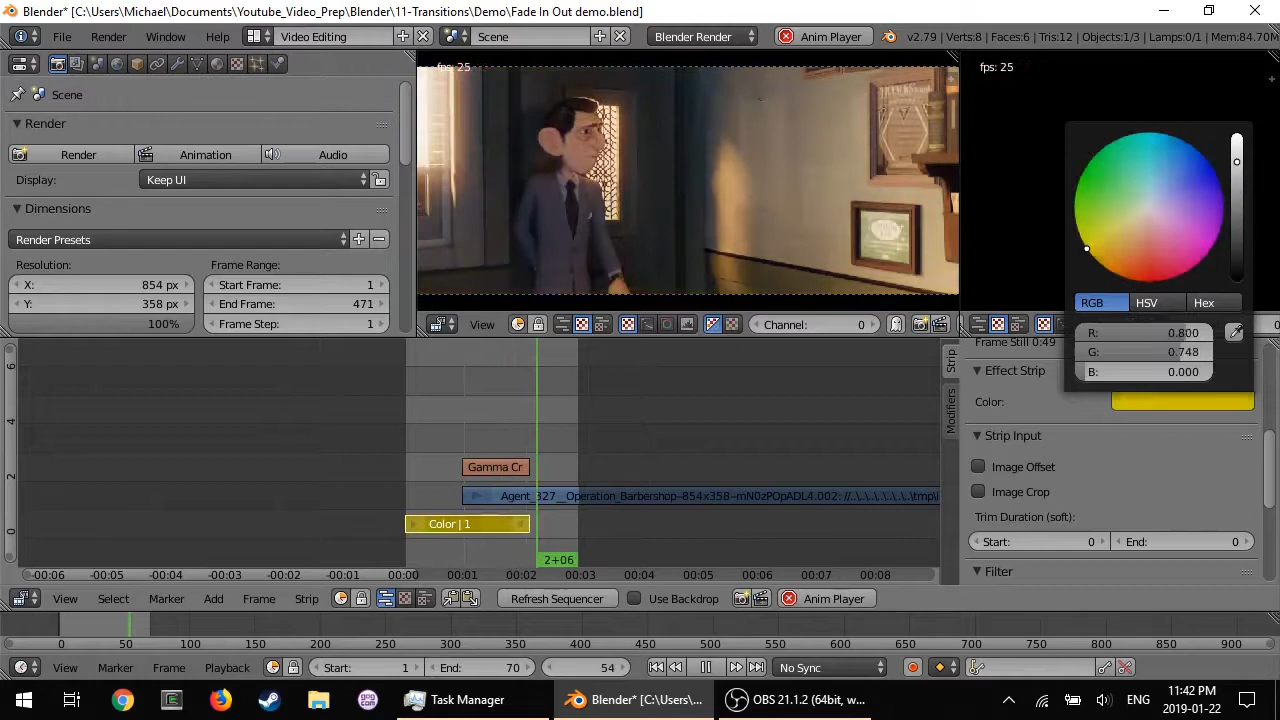 Blender* [C:\Users\Michael\Documents\Youtube_Video_Prep\Blender\11-Transitions\Demo\Fade In Out demo.blend]
File Render Window Help Video Editing Scene Blender Render Anim Player v2.79 | Verts:8 | Faces:6 | Tris:12 | Objects:1/3 | Lamps:0/1 | Mem:84.70M
fps: 25
fps: 25
Scene
Render
Render Animation Audio
Display: Keep UI
Dimensions
Render Presets
Resolution: Frame Range:
X: 854 px Start Frame: 1
Y: 358 px End Frame: 471
100% Frame Step: 1
View Channel: 0
RGB HSV Hex
R: 0.800
G: 0.748
B: 0.000
Frame Still 0:49
Effect Strip
Color:
Strip Input
Image Offset
Image Crop
Trim Duration (soft):
Start: 0 End: 0
Filter
Strip
Modifiers
6
4
2
0
Gamma Cr
Agent_327__Operation_Barbershop–854x358–mN0zPOpADL4.002: //..\..\..\..\..\..\tmp\
Color | 1
2+06
-00:06 -00:05 -00:04 -00:03 -00:02 -00:01 00:00 00:01 00:02 00:03 00:04 00:05 00:06 00:07 00:08
View Select Marker Add Frame Strip Refresh Sequencer Use Backdrop Anim Player
0 50 100 150 200 250 300 350 400 450 500 550 600 650 700 750 800 850 900
View Marker Frame Playback Start: 1 End: 70 54 No Sync
Task Manager Blender* [C:\Users\... OBS 21.1.2 (64bit, w... ENG 11:42 PM
2019-01-22